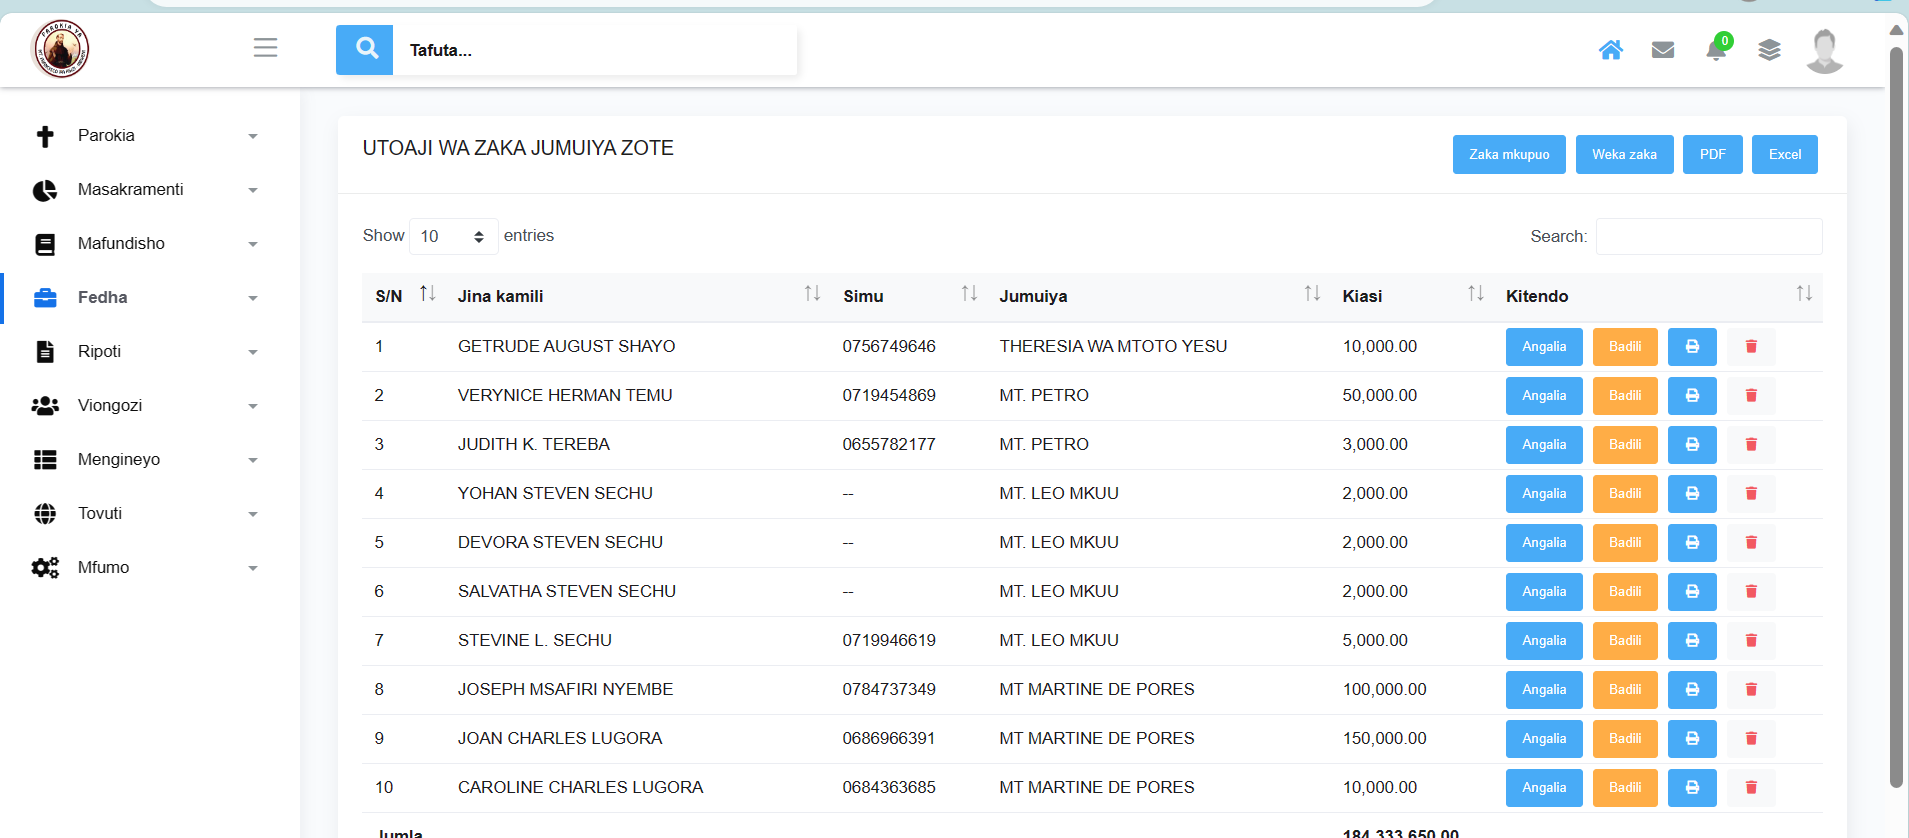 Tafuta...
0
Parokia
Masakramenti
Mafundisho
Fedha
Ripoti
Viongozi
Mengineyo
Tovuti
Mfumo
UTOAJI WA ZAKA JUMUIYA ZOTE
Zaka mkupuo Weka zaka PDF Excel
Show 10 entries Search:
S/N Jina kamili Simu Jumuiya Kiasi Kitendo
1 GETRUDE AUGUST SHAYO 0756749646 THERESIA WA MTOTO YESU 10,000.00 Angalia Badili
2 VERYNICE HERMAN TEMU 0719454869 MT. PETRO 50,000.00 Angalia Badili
3 JUDITH K. TEREBA 0655782177 MT. PETRO 3,000.00 Angalia Badili
4 YOHAN STEVEN SECHU -- MT. LEO MKUU 2,000.00 Angalia Badili
5 DEVORA STEVEN SECHU -- MT. LEO MKUU 2,000.00 Angalia Badili
6 SALVATHA STEVEN SECHU -- MT. LEO MKUU 2,000.00 Angalia Badili
7 STEVINE L. SECHU 0719946619 MT. LEO MKUU 5,000.00 Angalia Badili
8 JOSEPH MSAFIRI NYEMBE 0784737349 MT MARTINE DE PORES 100,000.00 Angalia Badili
9 JOAN CHARLES LUGORA 0686966391 MT MARTINE DE PORES 150,000.00 Angalia Badili
10 CAROLINE CHARLES LUGORA 0684363685 MT MARTINE DE PORES 10,000.00 Angalia Badili
Jumla 184,333,650.00